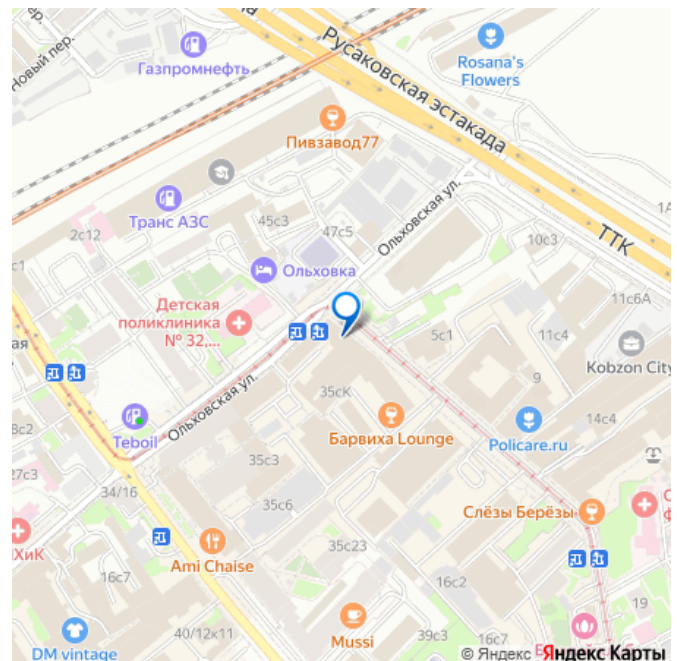 Новый пер.
Газпромнефть
Русаковская эстакада
Rosana's
Flowers
Пивзавод77
Транс АЗС
45с3
47с5
2с12
Ольховская ул.
ТТК
10с3
Ольховка
Детская
поликлиника
№ 32,...
5с1
11с4
11с6А
Kobzon City
9
35сК
14с4
Teboil
Ольховская ул.
Барвиха Lounge
Policare.ru
27с3
34/16
35с3
35с6
Слёзы Берёзы
ХиК
Ami Chaise
35с23
16с7
16с2
19
DM vintage
40/12к11
Mussi
39с3
16с7
© Яндекс Яндекс Карты